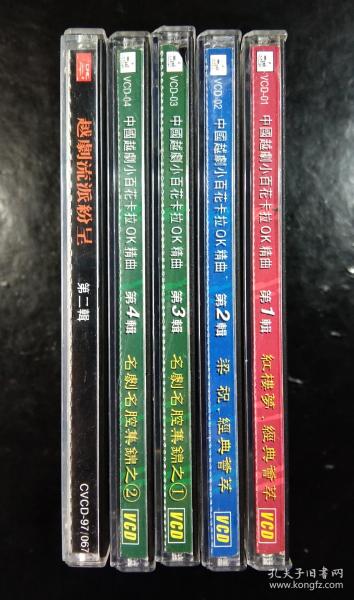 越劇流派紛呈 第二輯 CVCD-97/067
VCD-04 中國越劇小百花卡拉OK精曲 第4輯 名劇名腔集錦之② VCD
VCD-03 中國越劇小百花卡拉OK精曲 第3輯 名劇名腔集錦之① VCD
VCD-02 中國越劇小百花卡拉OK精曲 第2輯 梁祝、經典薈萃 VCD
VCD-01 中國越劇小百花卡拉OK精曲 第1輯 紅樓夢、經典薈萃 VCD
孔夫子旧书网